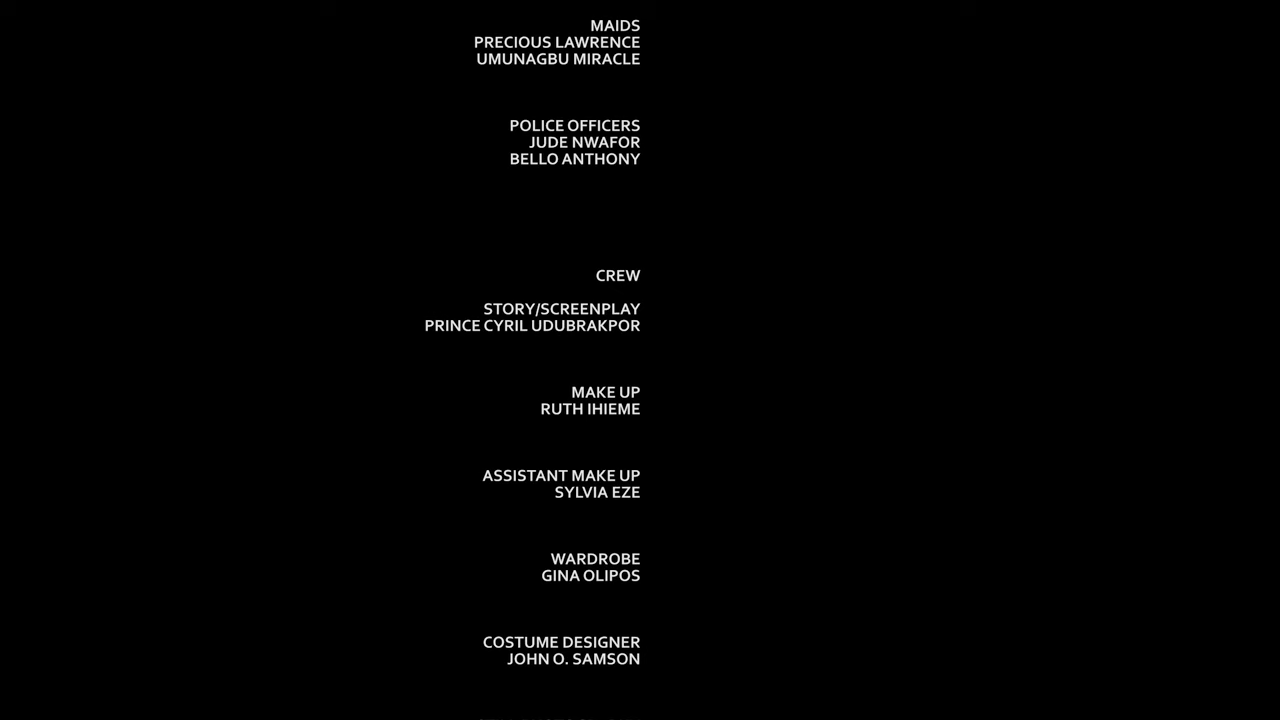 MAIDS
PRECIOUS LAWRENCE
UMUNAGBU MIRACLE
POLICE OFFICERS
JUDE NWAFOR
BELLO ANTHONY
CREW
STORY/SCREENPLAY
PRINCE CYRIL UDUBRAKPOR
MAKE UP
RUTH IHIEME
ASSISTANT MAKE UP
SYLVIA EZE
WARDROBE
GINA OLIPOS
COSTUME DESIGNER
JOHN O. SAMSON